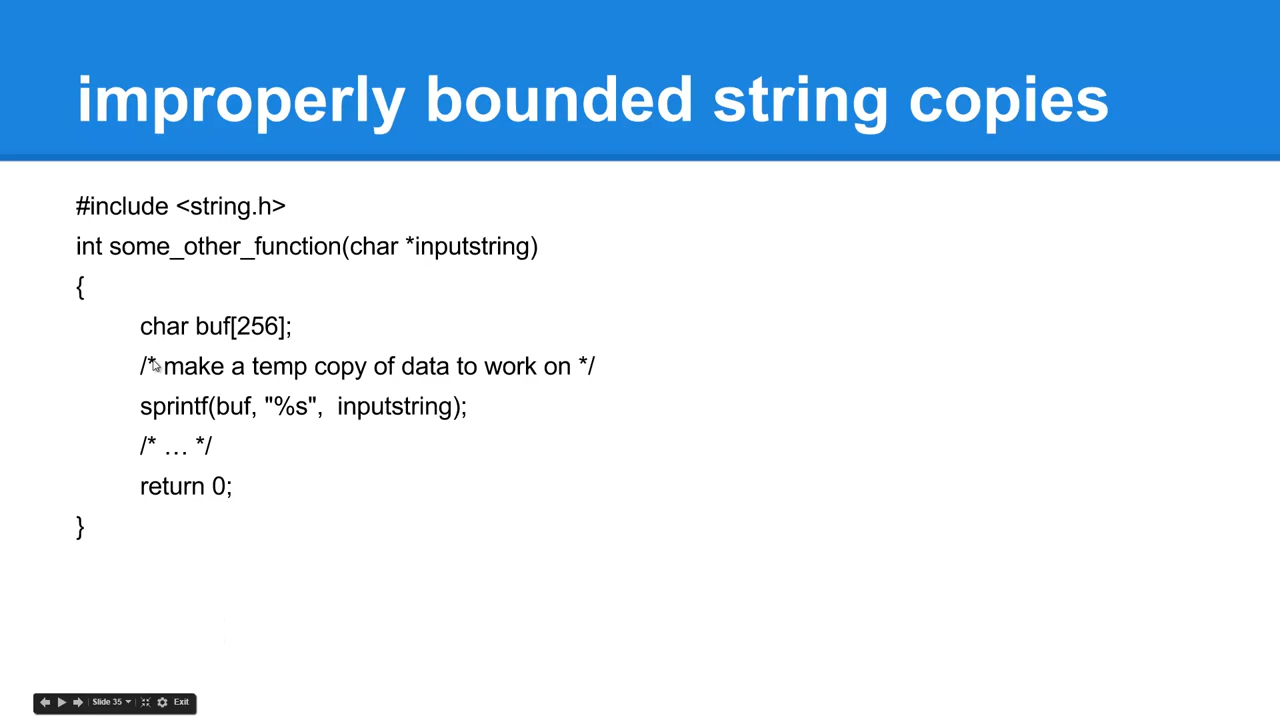 improperly bounded string copies
#include <string.h>
int some_other_function(char *inputstring)
{
char buf[256];
/* make a temp copy of data to work on */
sprintf(buf, "%s",  inputstring);
/* … */
return 0;
}
Slide 35
Exit